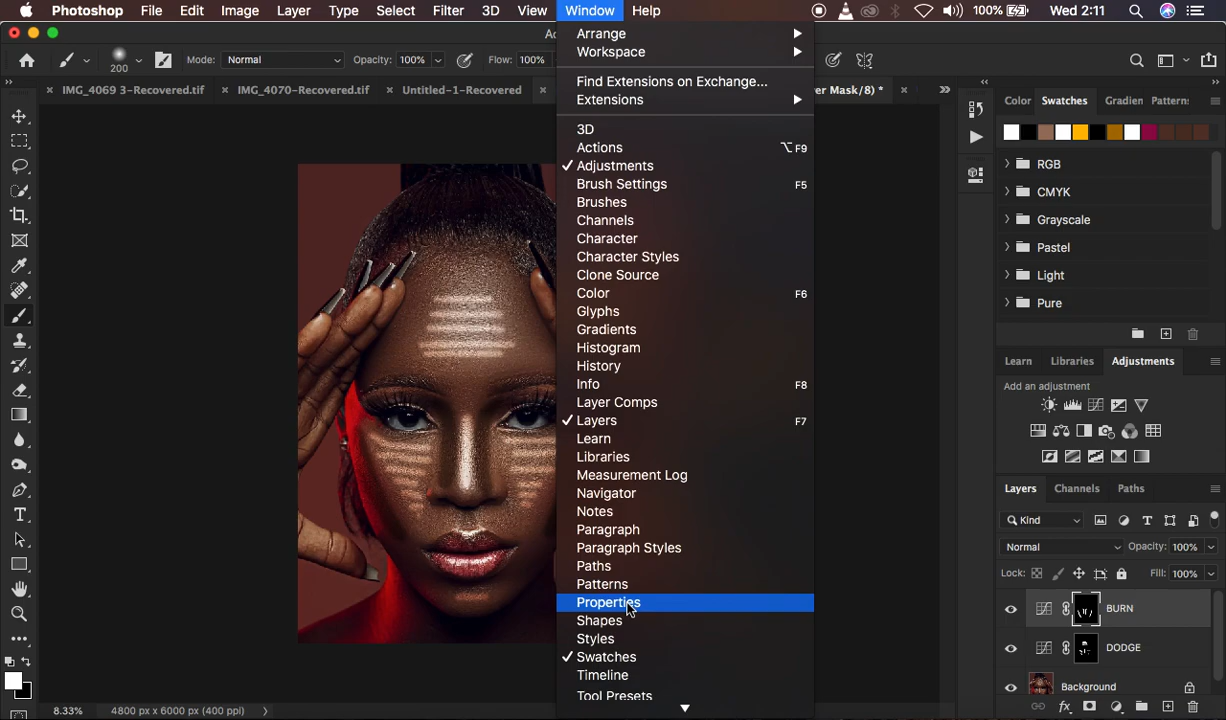 Photoshop File Edit Image Layer Type Select Filter 3D View Window Help 100% Wed 2:11
200 Mode: Normal Opacity: 100% Flow: 100%
IMG_4069 3-Recovered.tif IMG_4070-Recovered.tif Untitled-1-Recovered er Mask/8) *
Arrange
Workspace
Find Extensions on Exchange...
Extensions
3D
Actions ⌥F9
Adjustments
Brush Settings F5
Brushes
Channels
Character
Character Styles
Clone Source
Color F6
Glyphs
Gradients
Histogram
History
Info F8
Layer Comps
Layers F7
Learn
Libraries
Measurement Log
Navigator
Notes
Paragraph
Paragraph Styles
Paths
Patterns
Properties
Shapes
Styles
Swatches
Timeline
Tool Presets
Color Swatches Gradien Pattern
RGB
CMYK
Grayscale
Pastel
Light
Pure
Learn Libraries Adjustments
Add an adjustment
Layers Channels Paths
Kind
Normal Opacity: 100%
Lock: Fill: 100%
BURN
DODGE
Background
8.33% 4800 px x 6000 px (400 ppi)